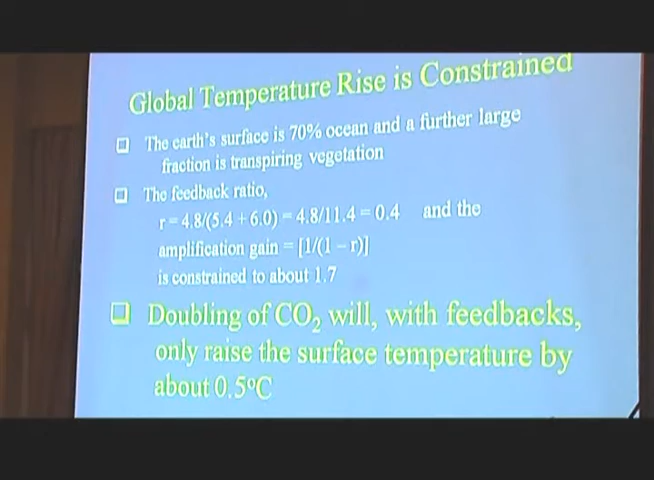 Global Temperature Rise is Constrained
❑ The earth's surface is 70% ocean and a further large
fraction is transpiring vegetation
❑ The feedback ratio,
r = 4.8/(5.4 + 6.0) = 4.8/11.4 = 0.4 and the
amplification gain = [1/(1 – r)]
is constrained to about 1.7
❑ Doubling of CO₂ will, with feedbacks,
only raise the surface temperature by
about 0.5ºC